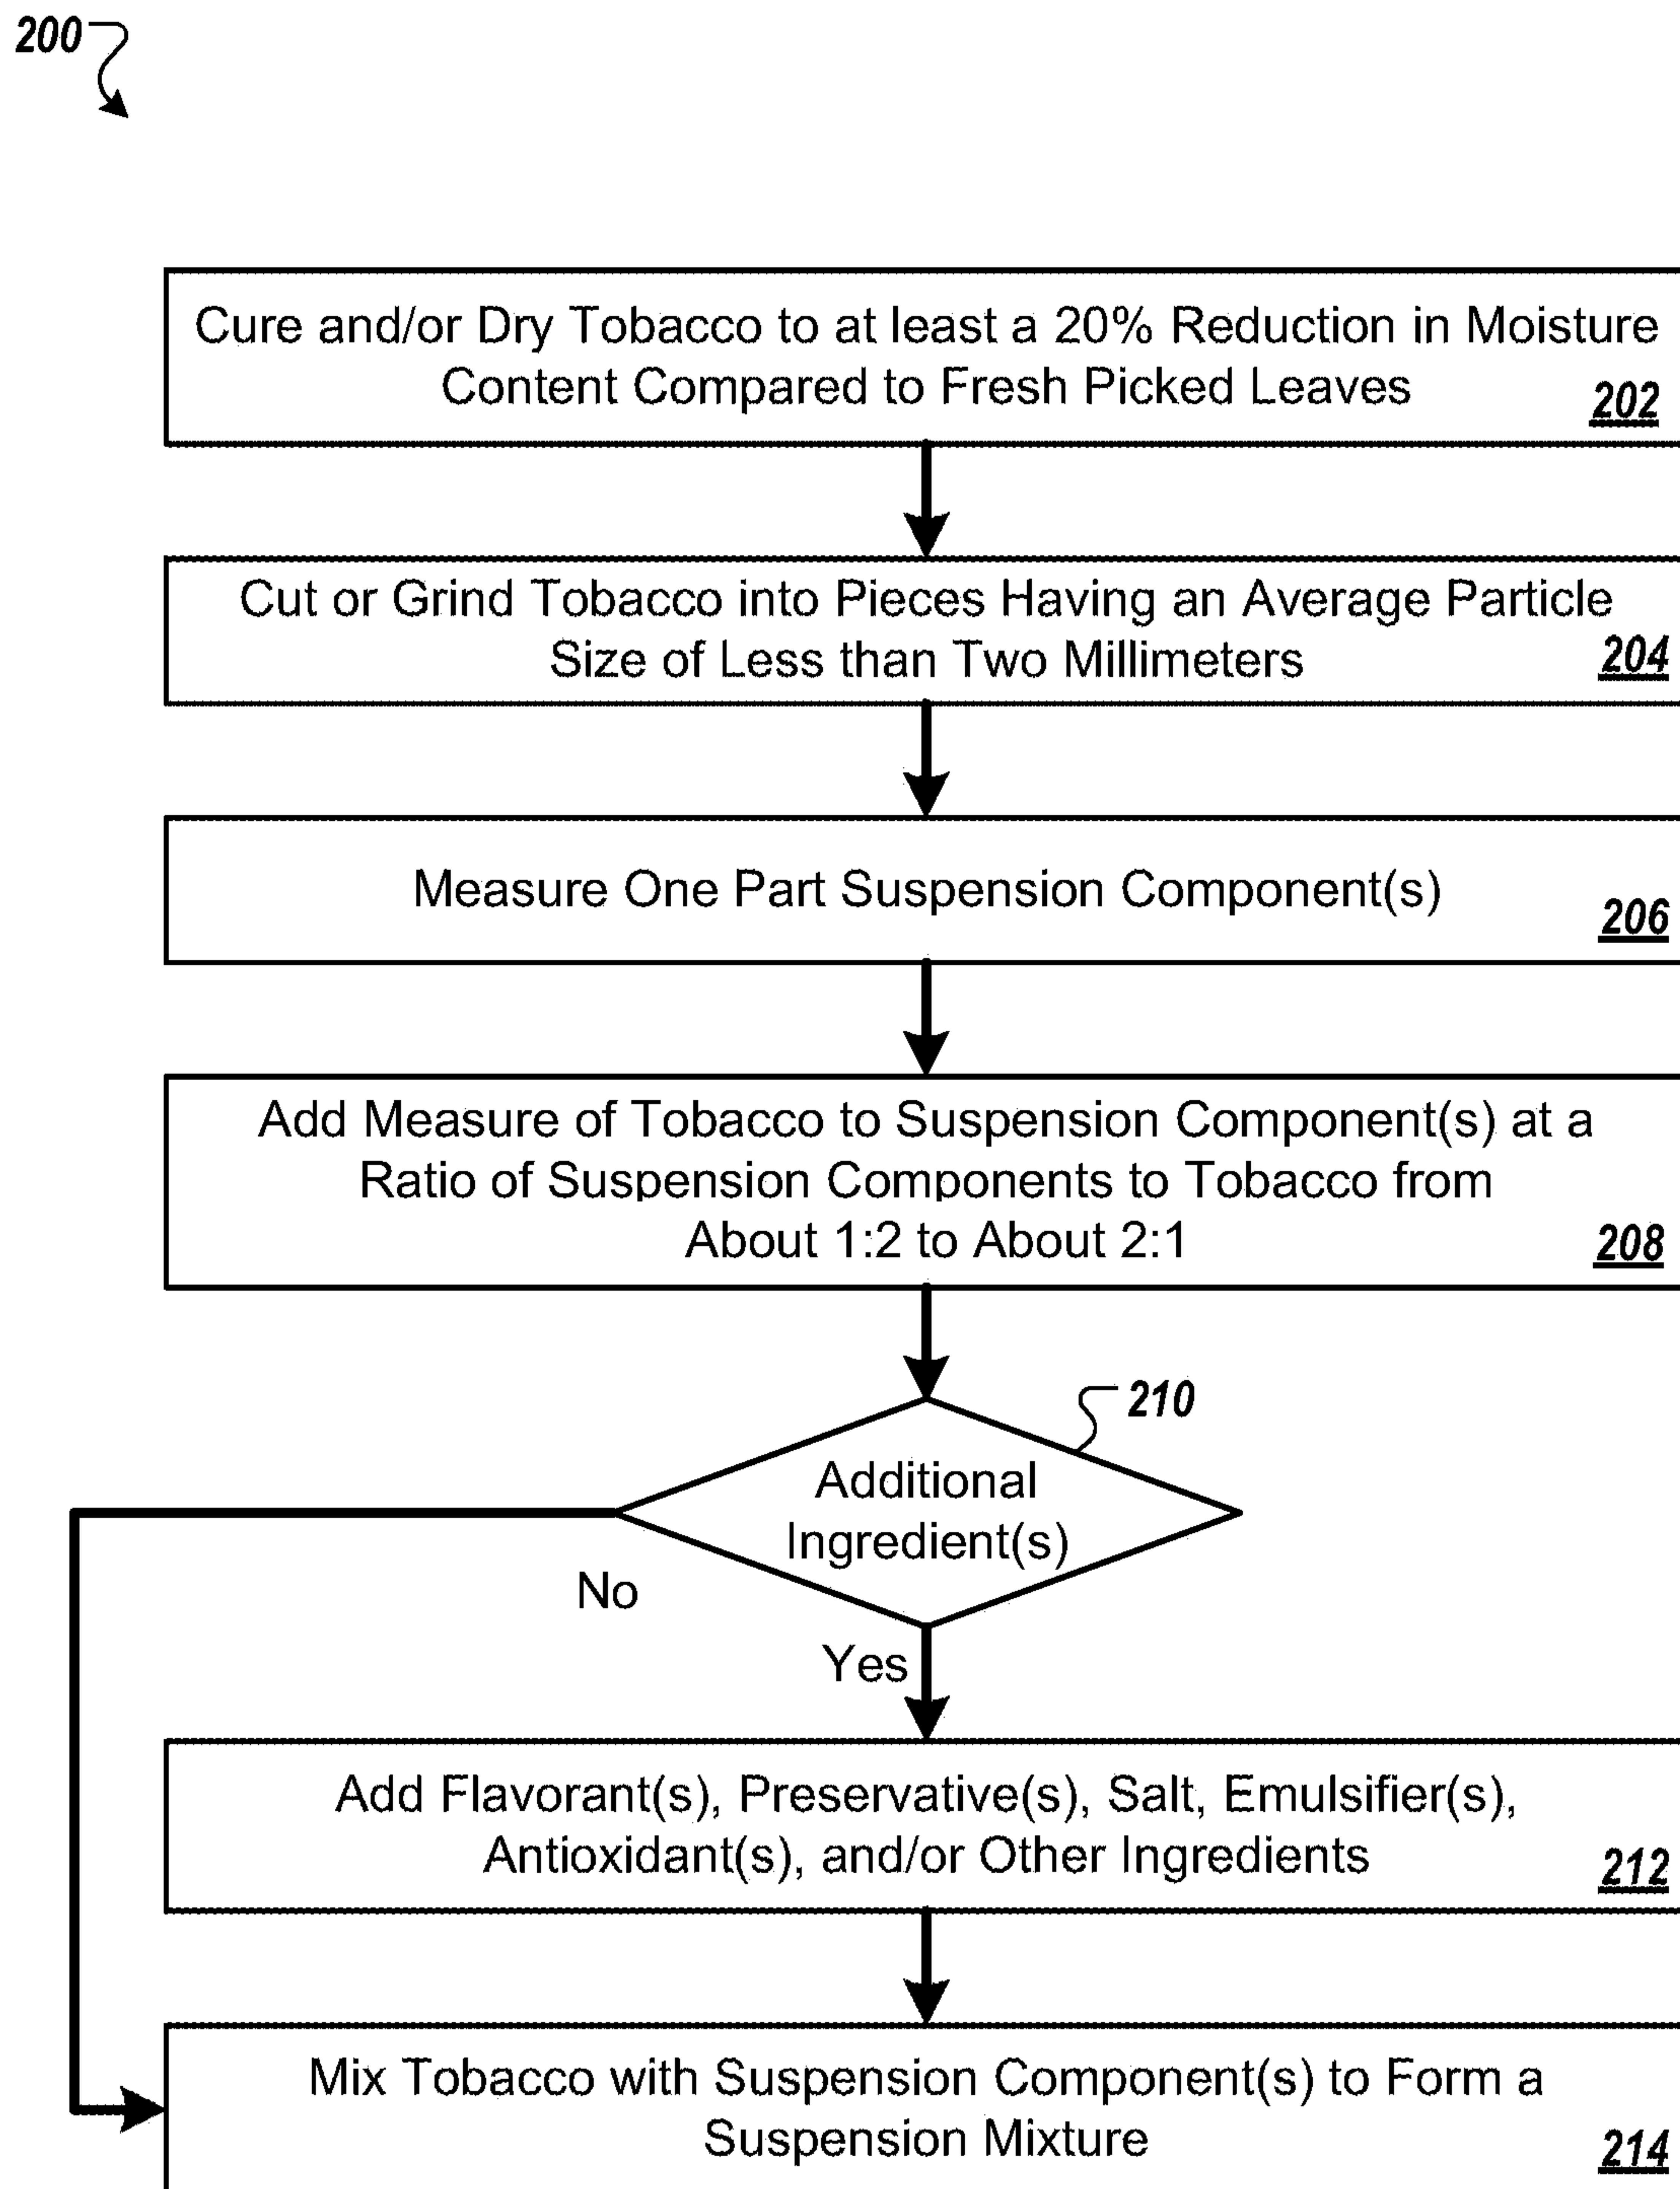 200
Cure and/or Dry Tobacco to at least a 20% Reduction in Moisture
Content Compared to Fresh Picked Leaves
202
Cut or Grind Tobacco into Pieces Having an Average Particle
Size of Less than Two Millimeters
204
Measure One Part Suspension Component(s)
206
Add Measure of Tobacco to Suspension Component(s) at a
Ratio of Suspension Components to Tobacco from
About 1:2 to About 2:1
208
210
Additional
Ingredient(s)
No
Yes
Add Flavorant(s), Preservative(s), Salt, Emulsifier(s),
Antioxidant(s), and/or Other Ingredients
212
Mix Tobacco with Suspension Component(s) to Form a
Suspension Mixture
214